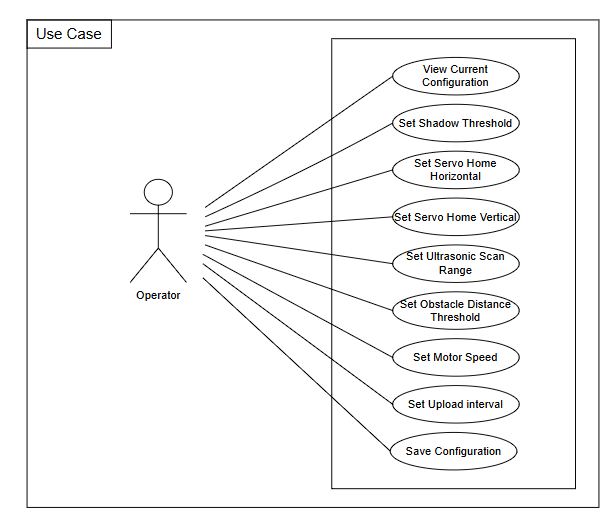 Use Case
View Current
Configuration
Set Shadow Threshold
Set Servo Home
Horizontal
Set Servo Home Vertical
Set Ultrasonic Scan
Range
Operator
Set Obstacle Distance
Threshold
Set Motor Speed
Set Upload interval
Save Configuration